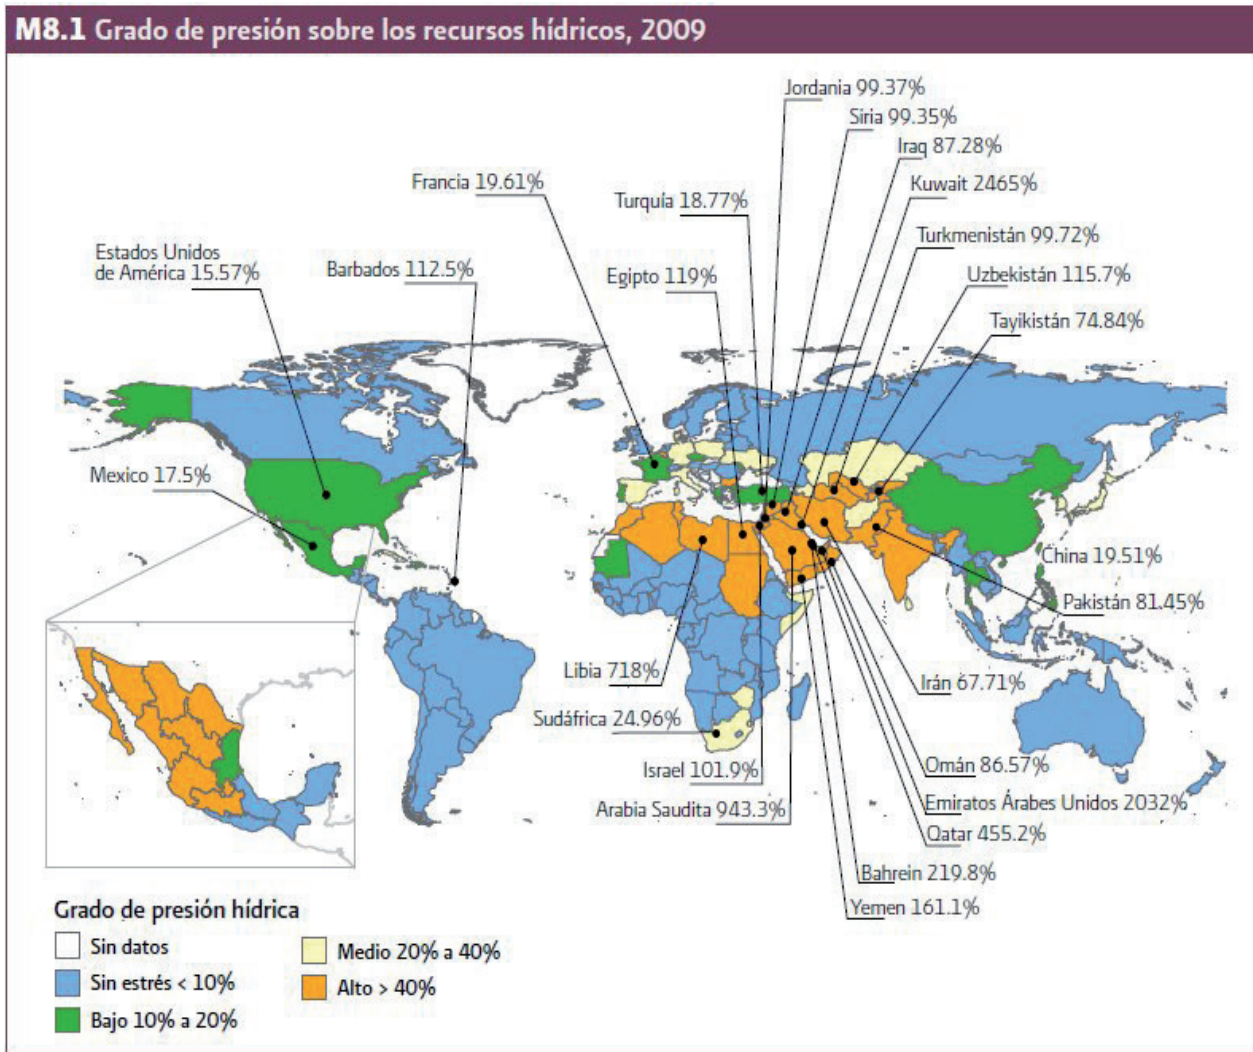 M8.1 Grado de presión sobre los recursos hídricos, 2009
Jordania 99.37%
Siria 99.35%
Iraq 87.28%
Francia 19.61%
Kuwait 2465%
Turquía 18.77%
Turkmenistán 99.72%
Estados Unidos
de América 15.57%
Barbados 112.5%
Egipto 119%
Uzbekistán 115.7%
Tayikistán 74.84%
Mexico 17.5%
China 19.51%
Pakistán 81.45%
Libia 718%
Irán 67.71%
Sudáfrica 24.96%
Israel 101.9%
Omán 86.57%
Arabia Saudita 943.3%
Emiratos Árabes Unidos 2032%
Qatar 455.2%
Bahrein 219.8%
Yemen 161.1%
Grado de presión hídrica
Sin datos
Sin estrés < 10%
Bajo 10% a 20%
Medio 20% a 40%
Alto > 40%